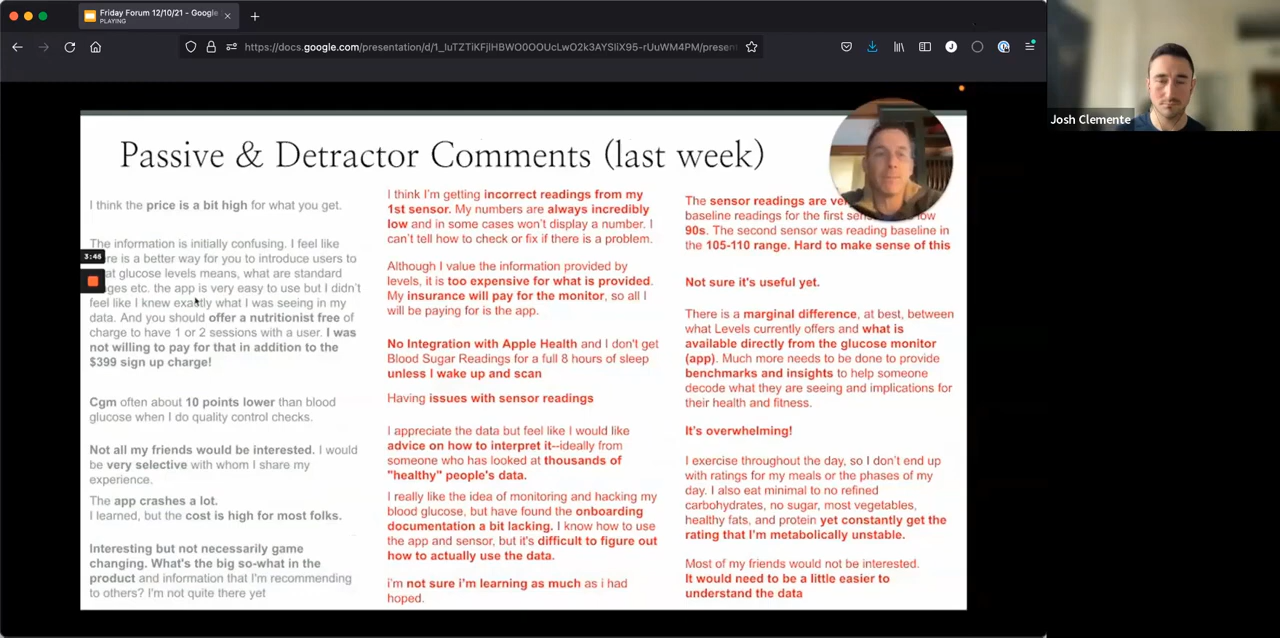 Friday Forum 12/10/21 - Google
PLAYING
https://docs.google.com/presentation/d/
Josh Clemente
Passive & Detractor Comments (last week)
3:46
I think the price is a bit high for what you get.
The information is initially confusing. I feel like
re is a better way for you to introduce users to
at glucose levels means, what are standard
ges etc. the app is very easy to use but I didn't
feel like I knew exactly what I was seeing in my
data. And you should offer a nutritionist free of
charge to have 1 or 2 sessions with a user. I was
not willing to pay for that in addition to the
$399 sign up charge!
Cgm often about 10 points lower than blood
glucose when I do quality control checks.
Not all my friends would be interested. I would
be very selective with whom I share my
experience.
The app crashes a lot.
I learned, but the cost is high for most folks.
Interesting but not necessarily game
changing. What's the big so-what in the
product and information that I'm recommending
to others? I'm not quite there yet
I think I'm getting incorrect readings from my
1st sensor. My numbers are always incredibly
low and in some cases won't display a number. I
can't tell how to check or fix if there is a problem.
Although I value the information provided by
levels, it is too expensive for what is provided.
My insurance will pay for the monitor, so all I
will be paying for is the app.
No Integration with Apple Health and I don't get
Blood Sugar Readings for a full 8 hours of sleep
unless I wake up and scan
Having issues with sensor readings
I appreciate the data but feel like I would like
advice on how to interpret it--ideally from
someone who has looked at thousands of
"healthy" people's data.
I really like the idea of monitoring and hacking my
blood glucose, but have found the onboarding
documentation a bit lacking. I know how to use
the app and sensor, but it's difficult to figure out
how to actually use the data.
i'm not sure i'm learning as much as i had
hoped.
The sensor readings are
baseline readings for the first low
90s. The second sensor was reading baseline in
the 105-110 range. Hard to make sense of this
Not sure it's useful yet.
There is a marginal difference, at best, between
what Levels currently offers and what is
available directly from the glucose monitor
(app). Much more needs to be done to provide
benchmarks and insights to help someone
decode what they are seeing and implications for
their health and fitness.
It's overwhelming!
I exercise throughout the day, so I don't end up
with ratings for my meals or the phases of my
day. I also eat minimal to no refined
carbohydrates, no sugar, most vegetables,
healthy fats, and protein yet constantly get the
rating that I'm metabolically unstable.
Most of my friends would not be interested.
It would need to be a little easier to
understand the data